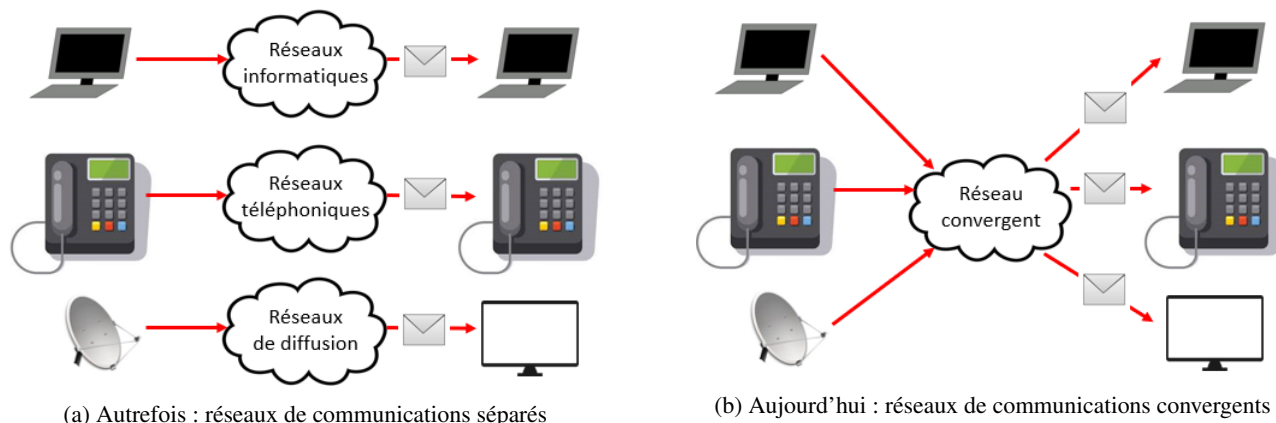 Réseaux
informatiques
Réseaux
téléphoniques
Réseaux
de diffusion
(a) Autrefois : réseaux de communications séparés
Réseau
convergent
(b) Aujourd'hui : réseaux de communications convergents